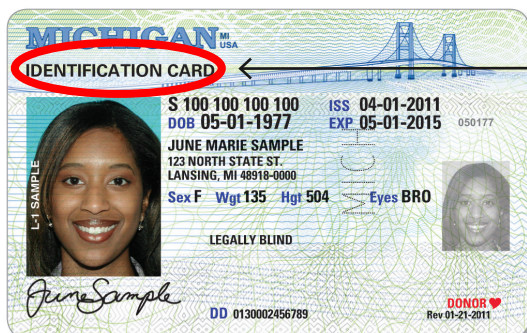 MICHIGAN MI
USA
IDENTIFICATION CARD
S 100 100 100 100 ISS 04-01-2011
DOB 05-01-1977 EXP 05-01-2015 050177
JUNE MARIE SAMPLE
123 NORTH STATE ST.
LANSING, MI 48918-0000
Sex F Wgt 135 Hgt 504 Eyes BRO
MICH
L-1 SAMPLE
LEGALLY BLIND
June Sample
DD 0130002456789
DONOR
Rev 01-21-2011